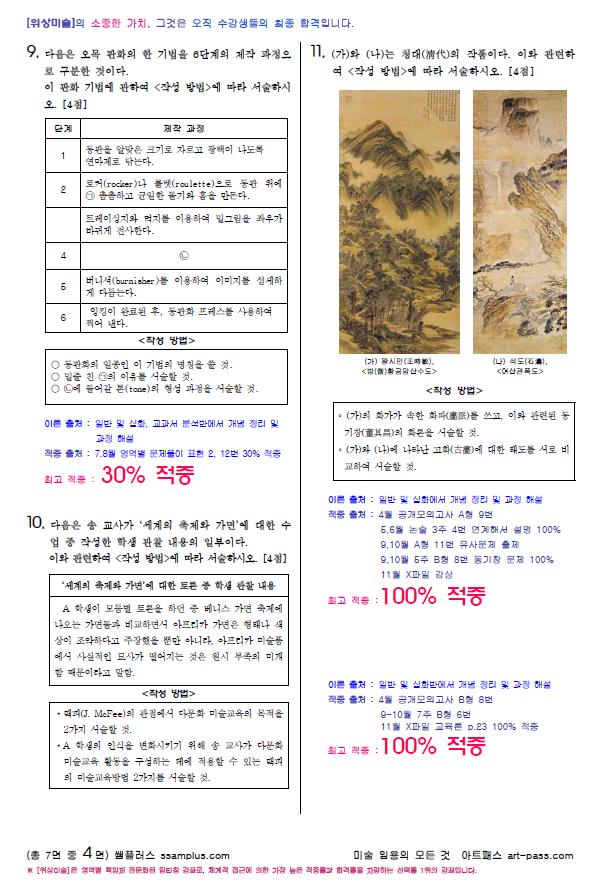 [위상미술]의 소중한 가치, 그것은 오직 수강생들의 최종 합격입니다.
9. 다음은 오목 판화의 한 기법을 6단계의 제작 과정으
로 구분한 것이다.
이 판화 기법에 관하여 <작성 방법>에 따라 서술하시
오. [4점]
단계 제작 과정
1 동판을 알맞은 크기로 자르고 광택이 나도록
연마제로 닦는다.
2 로커(rocker)나 룰렛(roulette)으로 동판 위에
㉠ 촘촘하고 균일한 돌기와 홈을 만든다.
트레이싱지와 먹지를 이용하여 밑그림을 좌우가
바뀌게 전사한다.
4 ㉡
5 버니셔(burnisher)를 이용하여 이미지를 섬세하
게 다듬는다.
6 잉킹이 완료된 후, 동판화 프레스를 사용하여
찍어 낸다.
<작성 방법>
○ 동판화의 일종인 이 기법의 명칭을 쓸 것.
○ 밑줄 친 ㉠의 이유를 서술할 것.
○ ㉡에 들어갈 톤(tone)의 형성 과정을 서술할 것.
이론 출처 : 일반 및 심화, 교과서 분석반에서 개념 정리 및
과정 해설
적중 출처 : 7,8월 영역별 문제풀이 표현 2, 12번 30% 적중
최고 적중 : 30% 적중
10. 다음은 송 교사가 ‘세계의 축제와 가면’에 대한 수
업 중 작성한 학생 관찰 내용의 일부이다.
이와 관련하여 <작성 방법>에 따라 서술하시오. [4점]
‘세계의 축제와 가면’에 대한 토론 중 학생 관찰 내용
A 학생이 모둠별 토론을 하던 중 베니스 가면 축제에
나오는 가면들과 비교하면서 아프리카 가면은 형태나 색
상이 조악하다고 주장했을 뿐만 아니라, 아프리카 미술품
에서 사실적인 묘사가 떨어지는 것은 원시 부족의 미개
함 때문이라고 말함.
<작성 방법>
• 맥피(J. McFee)의 관점에서 다문화 미술교육의 목적을
2가지 서술할 것.
• A 학생의 인식을 변화시키기 위해 송 교사가 다문화
미술교육 활동을 구성하는 데에 적용할 수 있는 맥피
의 미술교육방법 2가지를 서술할 것.
11. (가)와 (나)는 청대(淸代)의 작품이다. 이와 관련하
여 <작성 방법>에 따라 서술하시오. [4점]
(가) 왕시민(王時敏),
<방(倣)황공망산수도>
(나) 석도(石濤),
<여산관폭도>
<작성 방법>
◦ (가)의 화가가 속한 화파(畵派)를 쓰고, 이와 관련된 동
기창(董其昌)의 화론을 서술할 것.
◦ (가)와 (나)에 나타난 고화(古畵)에 대한 태도를 서로 비
교하여 서술할 것.
이론 출처 : 일반 및 심화에서 개념 정리 및 과정 해설
적중 출처 : 4월 공개모의고사 A형 9번
5,6월 논술 3주 4번 연계해서 설명 100%
9,10월 A형 11번 유사문제 출제
9,10월 5주 B형 8번 동기창 문제 100%
11월 X파일 감상
최고 적중 : 100% 적중
이론 출처 : 일반 및 심화반에서 개념 정리 및 과정 해설
적중 출처 : 4월 공개모의고사 B형 8번
9-10월 7주 B형 6번
11월 X파일 교육론 p.23 100% 적중
최고 적중 : 100% 적중
(총 7면 중 4면) 쌤플러스 ssamplus.com
미술 임용의 모든 것 아트패스 art-pass.com
※ [위상미술]은 영역별 책임제 전문화된 팀티칭 강좌로, 체계적 접근에 의한 가장 높은 적중률과 합격률을 자랑하는 선택률 1위의 강좌입니다.